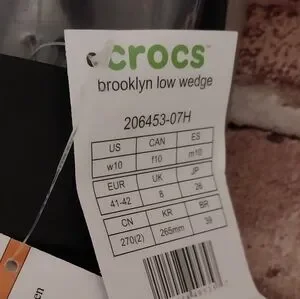 crocs™
brooklyn low wedge
206453-07H
US CAN ES
w10 f10 m10
EUR UK JP
41-42 8 26
CN KR BR
270(2) 265mm 39